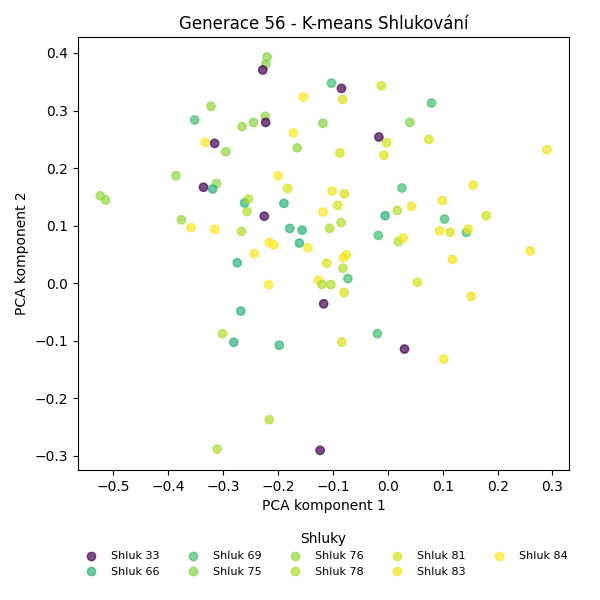 Generace 56 - K-means Shlukování
PCA komponent 2
0.4
0.3
0.2
0.1
0.0
−0.1
−0.2
−0.3
−0.5 −0.4 −0.3 −0.2 −0.1 0.0 0.1 0.2 0.3
PCA komponent 1
Shluky
Shluk 33 Shluk 69 Shluk 76 Shluk 81 Shluk 84
Shluk 66 Shluk 75 Shluk 78 Shluk 83